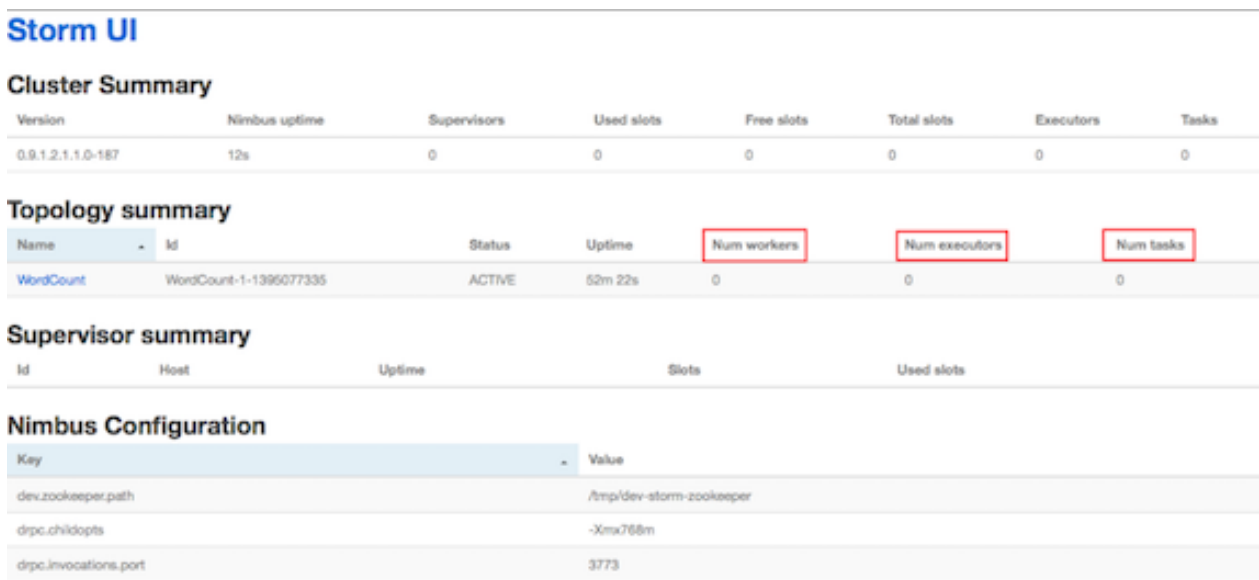 Storm UI
Cluster Summary
Version Nimbus uptime Supervisors Used slots Free slots Total slots Executors Tasks
0.9.1.2.1.1.0-187 12s 0 0 0 0 0 0
Topology summary
Name Id Status Uptime Num workers Num executors Num tasks
WordCount WordCount-1-1395077335 ACTIVE 52m 22s 0 0 0
Supervisor summary
Id Host Uptime Slots Used slots
Nimbus Configuration
Key Value
dev.zookeeper.path /tmp/dev-storm-zookeeper
drpc.childopts -Xmx768m
drpc.invocations.port 3773